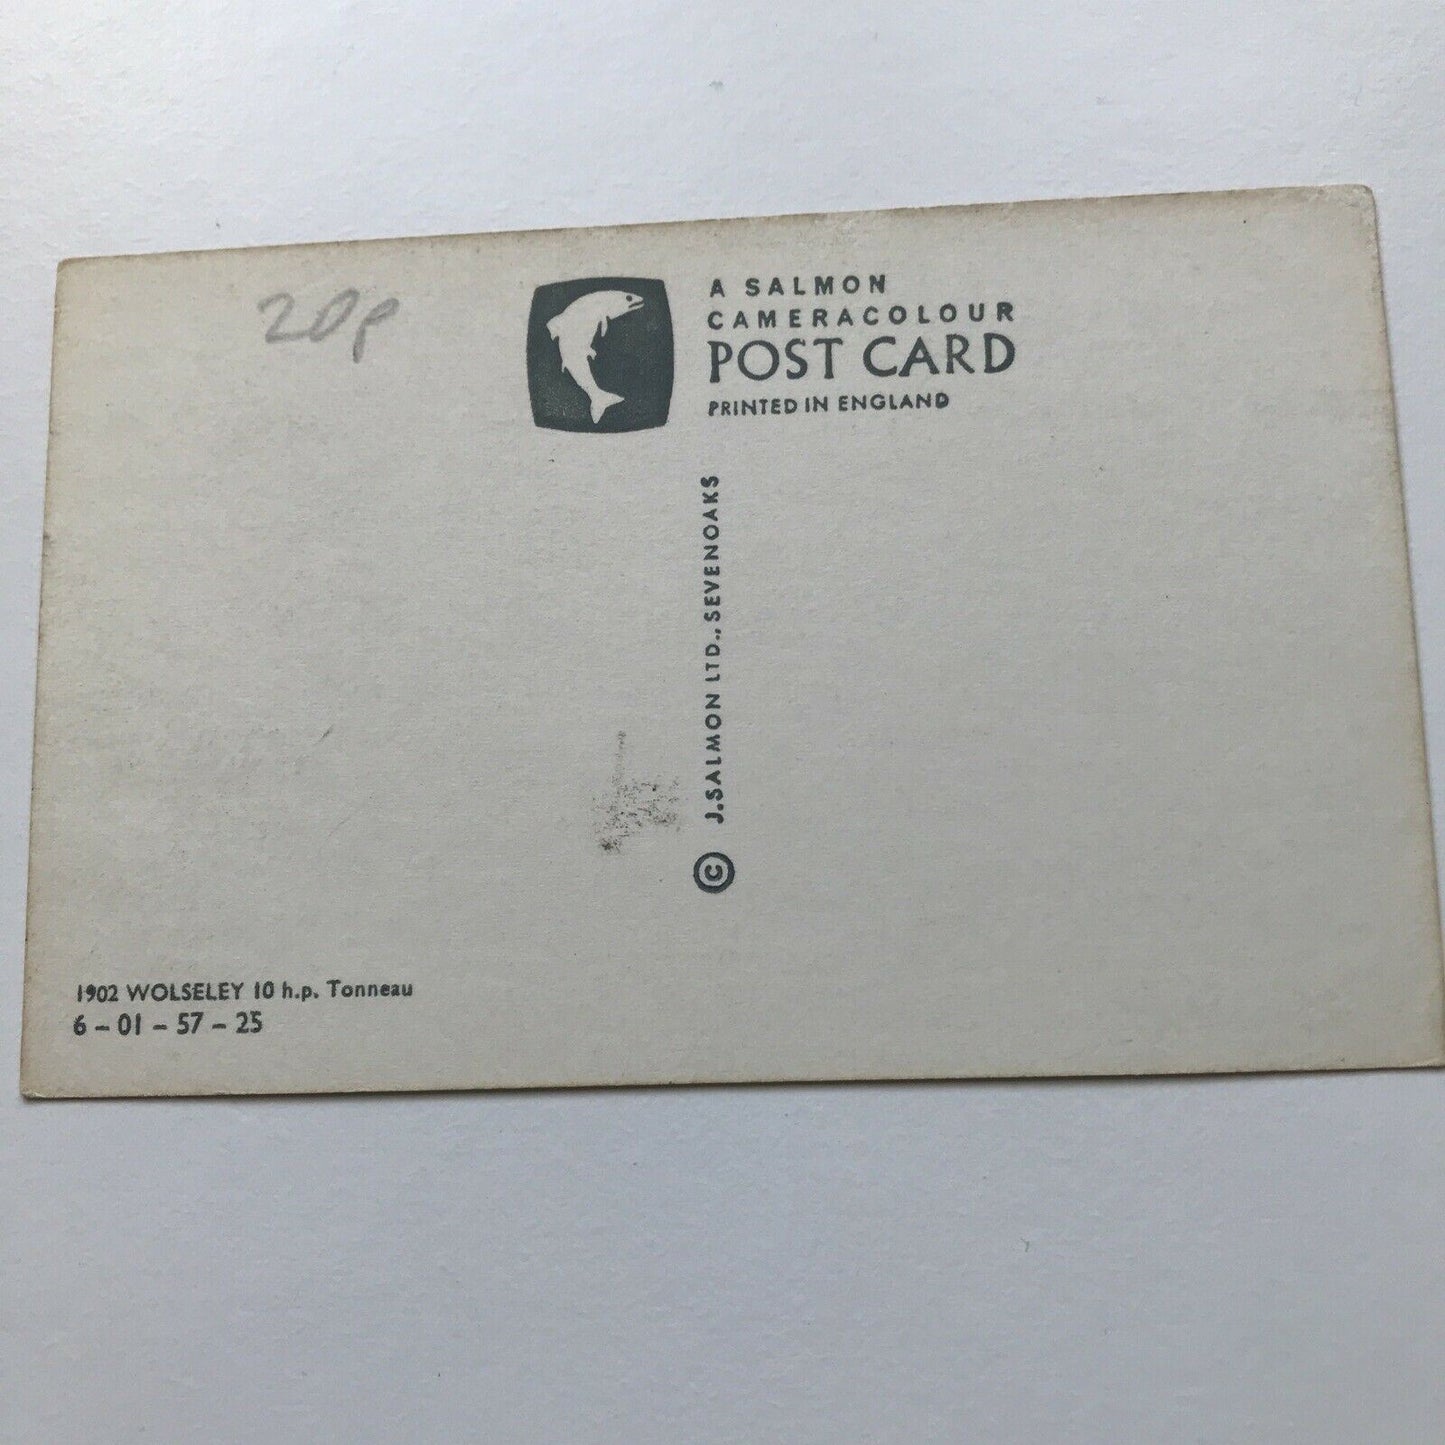 20p
A SALMON
CAMERACOLOUR
POST CARD
PRINTED IN ENGLAND
© J.SALMON LTD., SEVENOAKS
1902 WOLSELEY 10 h.p. Tonneau
6 – 01 – 57 – 25